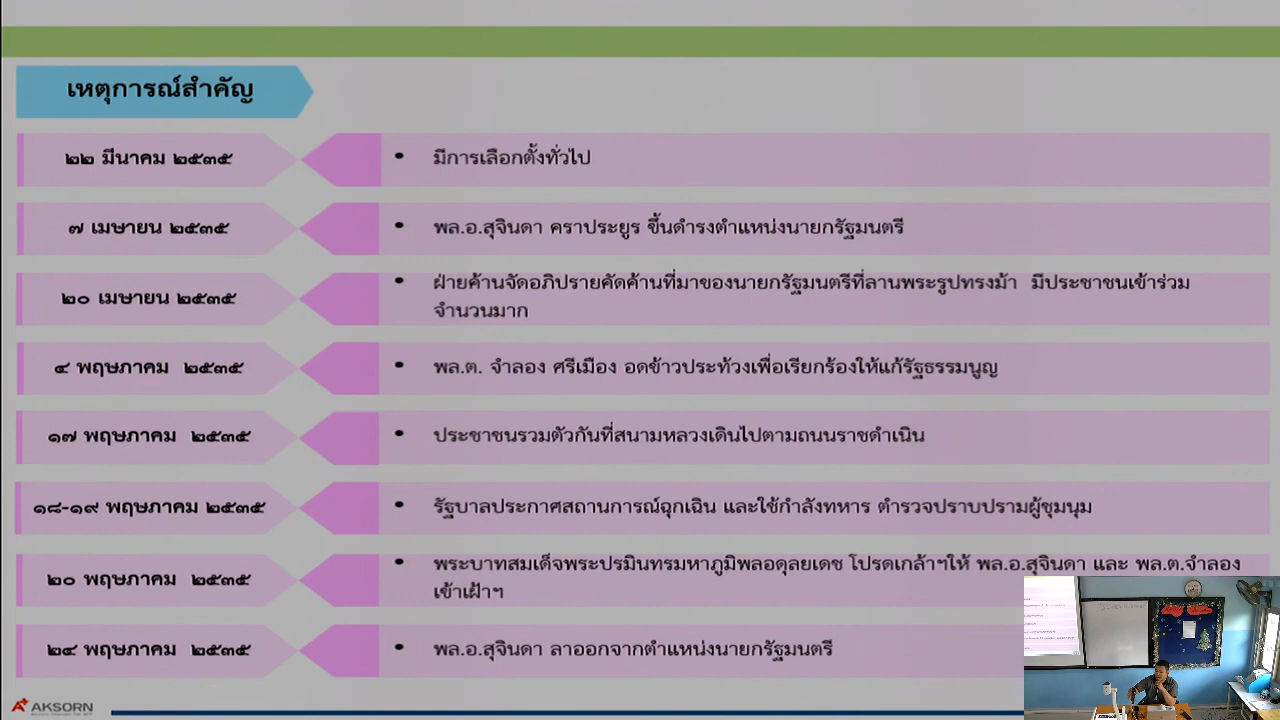 เหตุการณ์สำคัญ
๒๒ มีนาคม ๒๕๓๕
• มีการเลือกตั้งทั่วไป
๗ เมษายน ๒๕๓๕
• พล.อ.สุจินดา คราประยูร ขึ้นดำรงตำแหน่งนายกรัฐมนตรี
๒๐ เมษายน ๒๕๓๕
• ฝ่ายค้านจัดอภิปรายคัดค้านที่มาของนายกรัฐมนตรีที่ลานพระรูปทรงม้า มีประชาชนเข้าร่วม
จำนวนมาก
๔ พฤษภาคม ๒๕๓๕
• พล.ต. จำลอง ศรีเมือง อดข้าวประท้วงเพื่อเรียกร้องให้แก้รัฐธรรมนูญ
๑๗ พฤษภาคม ๒๕๓๕
• ประชาชนรวมตัวกันที่สนามหลวงเดินไปตามถนนราชดำเนิน
๑๘-๑๙ พฤษภาคม ๒๕๓๕
• รัฐบาลประกาศสถานการณ์ฉุกเฉิน และใช้กำลังทหาร ตำรวจปราบปรามผู้ชุมนุม
๒๐ พฤษภาคม ๒๕๓๕
• พระบาทสมเด็จพระปรมินทรมหาภูมิพลอดุลยเดช โปรดเกล้าฯให้ พล.อ.สุจินดา และ พล.ต.จำลอง
เข้าเฝ้าฯ
๒๔ พฤษภาคม ๒๕๓๕
• พล.อ.สุจินดา ลาออกจากตำแหน่งนายกรัฐมนตรี
AKSORN